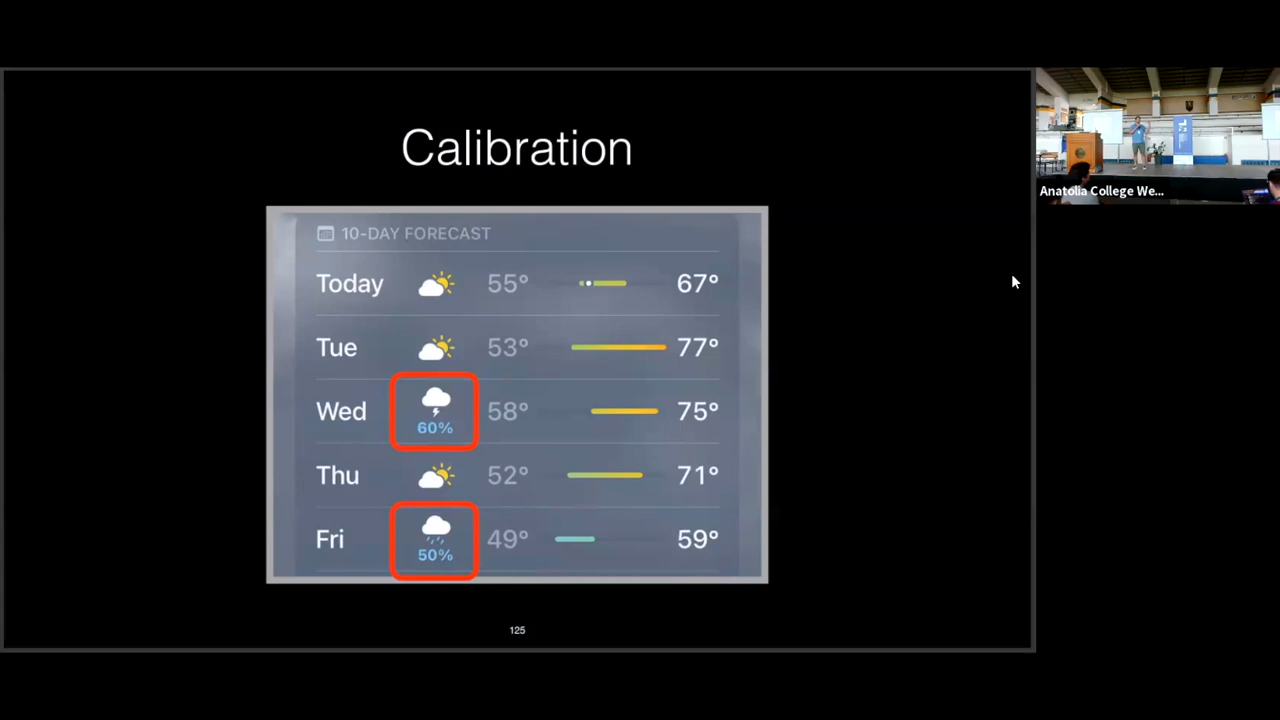 Calibration
10-DAY FORECAST
Today 55° 67°
Tue 53° 77°
Wed 60% 58° 75°
Thu 52° 71°
Fri 50% 49° 59°
125
Anatolia College We...